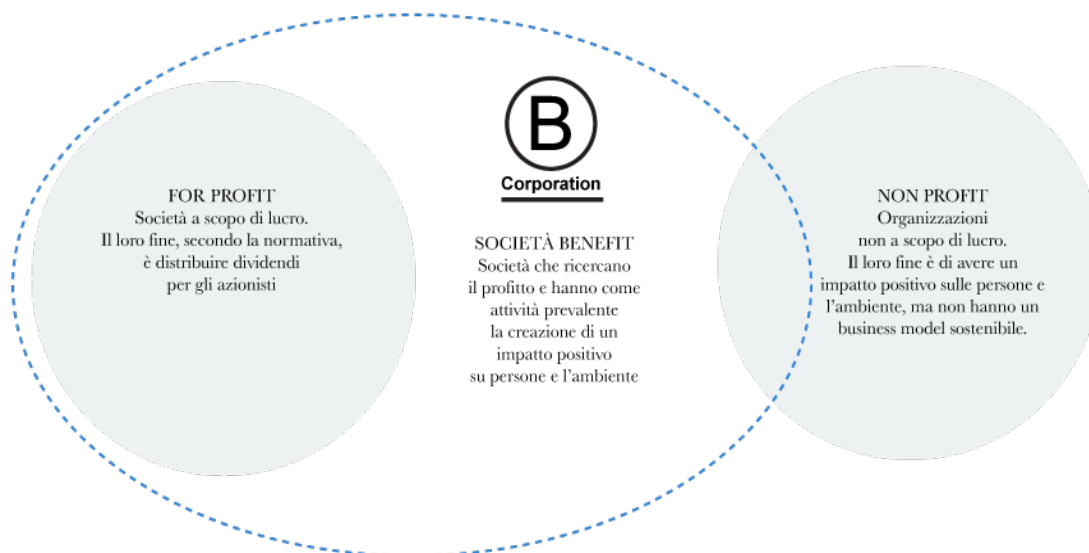 FOR PROFIT
Società a scopo di lucro.
Il loro fine, secondo la normativa,
è distribuire dividendi
per gli azionisti
B
Corporation
SOCIETÀ BENEFIT
Società che ricercano
il profitto e hanno come
attività prevalente
la creazione di un
impatto positivo
su persone e l'ambiente
NON PROFIT
Organizzazioni
non a scopo di lucro.
Il loro fine è di avere un
impatto positivo sulle persone e
l'ambiente, ma non hanno un
business model sostenibile.